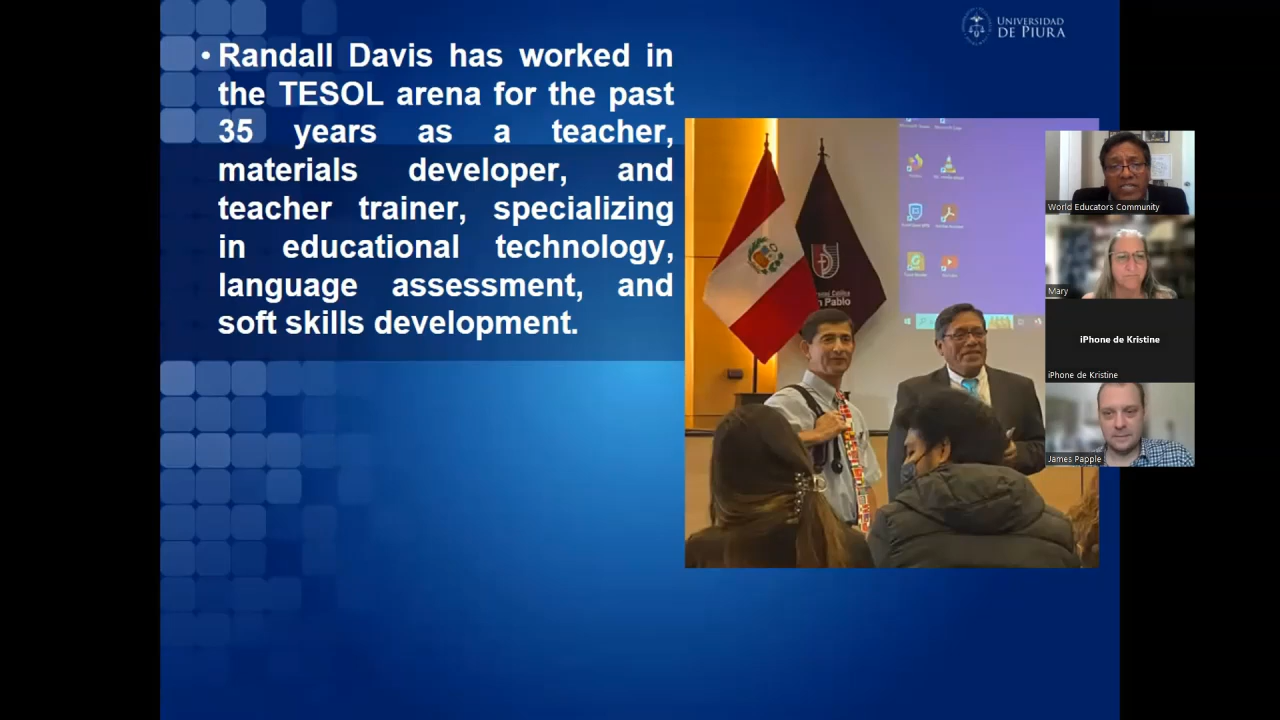 UNIVERSIDAD
DE PIURA
• Randall Davis has worked in
the TESOL arena for the past
35 years as a teacher,
materials developer, and
teacher trainer, specializing
in educational technology,
language assessment, and
soft skills development.
Pablo
World Educators Community
Mary
iPhone de Kristine
iPhone de Kristine
James Papple